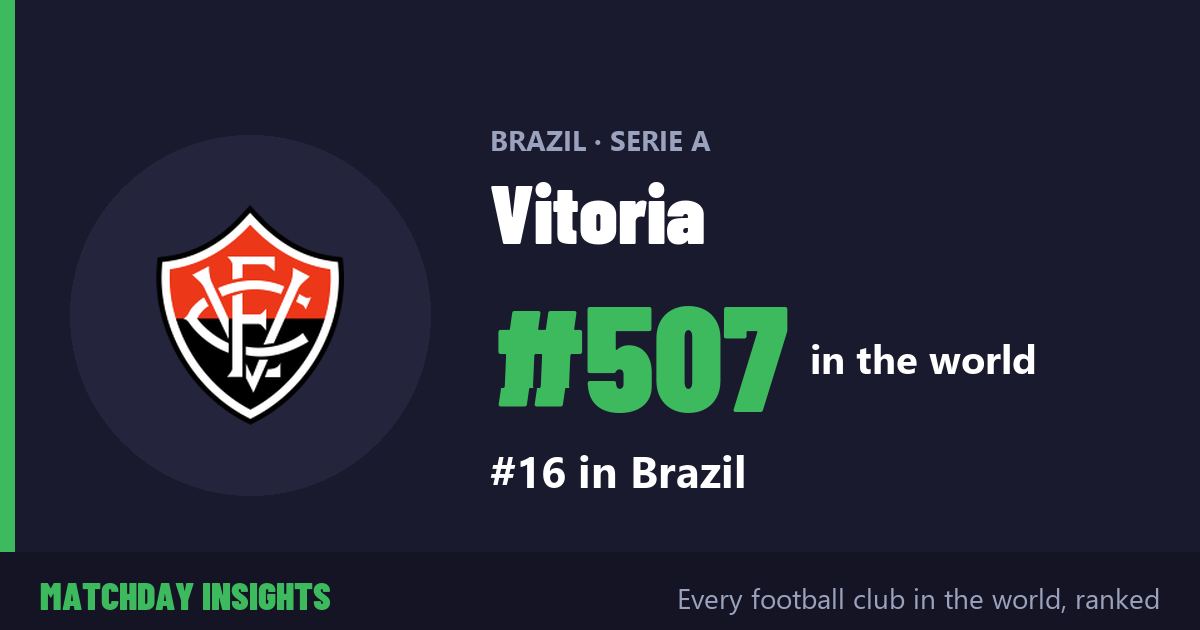 BRAZIL · SERIE A
Vitoria
#507 in the world
#16 in Brazil
MATCHDAY INSIGHTS
Every football club in the world, ranked